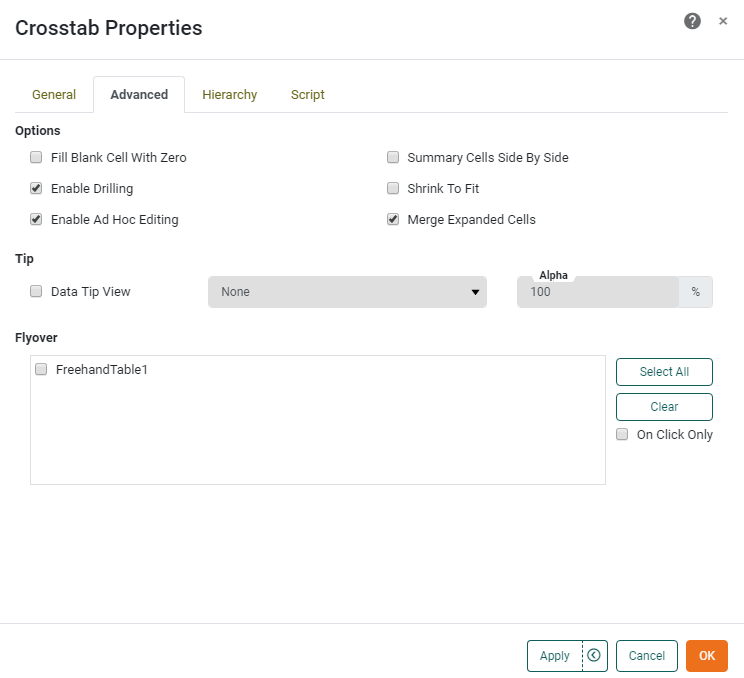 Crosstab Properties
General
Advanced
Hierarchy
Script
Options
Fill Blank Cell With Zero
Summary Cells Side By Side
Enable Drilling
Shrink To Fit
Enable Ad Hoc Editing
Merge Expanded Cells
Tip
Data Tip View
None
Alpha
100
%
Flyover
FreehandTable1
Select All
Clear
On Click Only
Apply
Cancel
OK